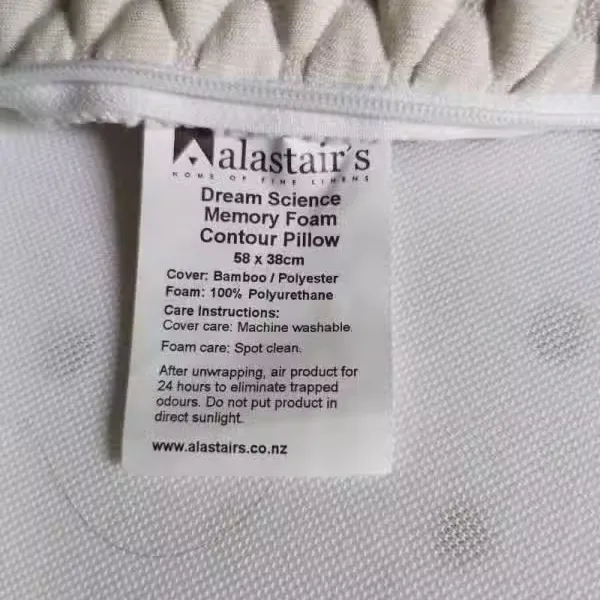 alastair's
HOME OF FINE LINENS
Dream Science
Memory Foam
Contour Pillow
58 x 38cm
Cover: Bamboo / Polyester
Foam: 100% Polyurethane
Care Instructions:
Cover care: Machine washable.
Foam care: Spot clean.
After unwrapping, air product for
24 hours to eliminate trapped
odours. Do not put product in
direct sunlight.
www.alastairs.co.nz